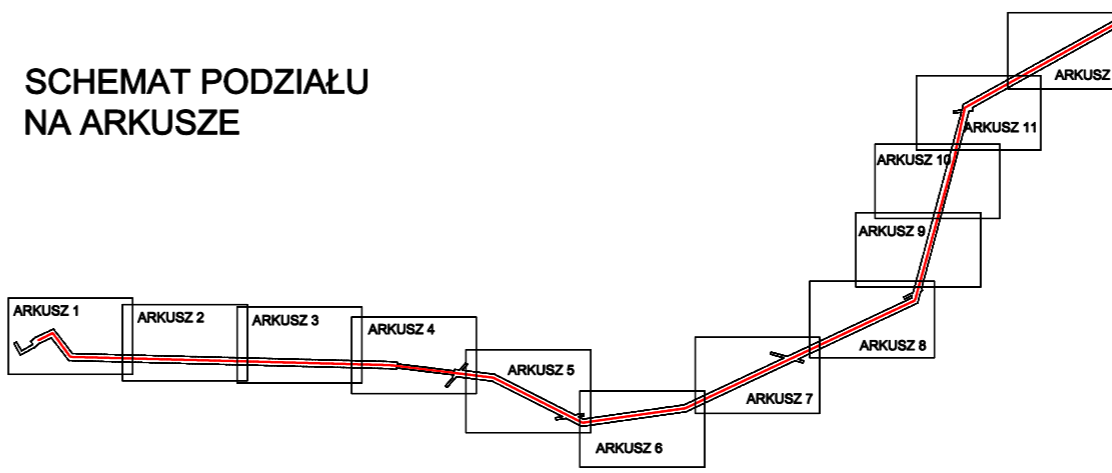 SCHEMAT PODZIAŁU
NA ARKUSZE
ARKUSZ 1
ARKUSZ 2
ARKUSZ 3
ARKUSZ 4
ARKUSZ 5
ARKUSZ 6
ARKUSZ 7
ARKUSZ 8
ARKUSZ 9
ARKUSZ 10
ARKUSZ 11
ARKUSZ